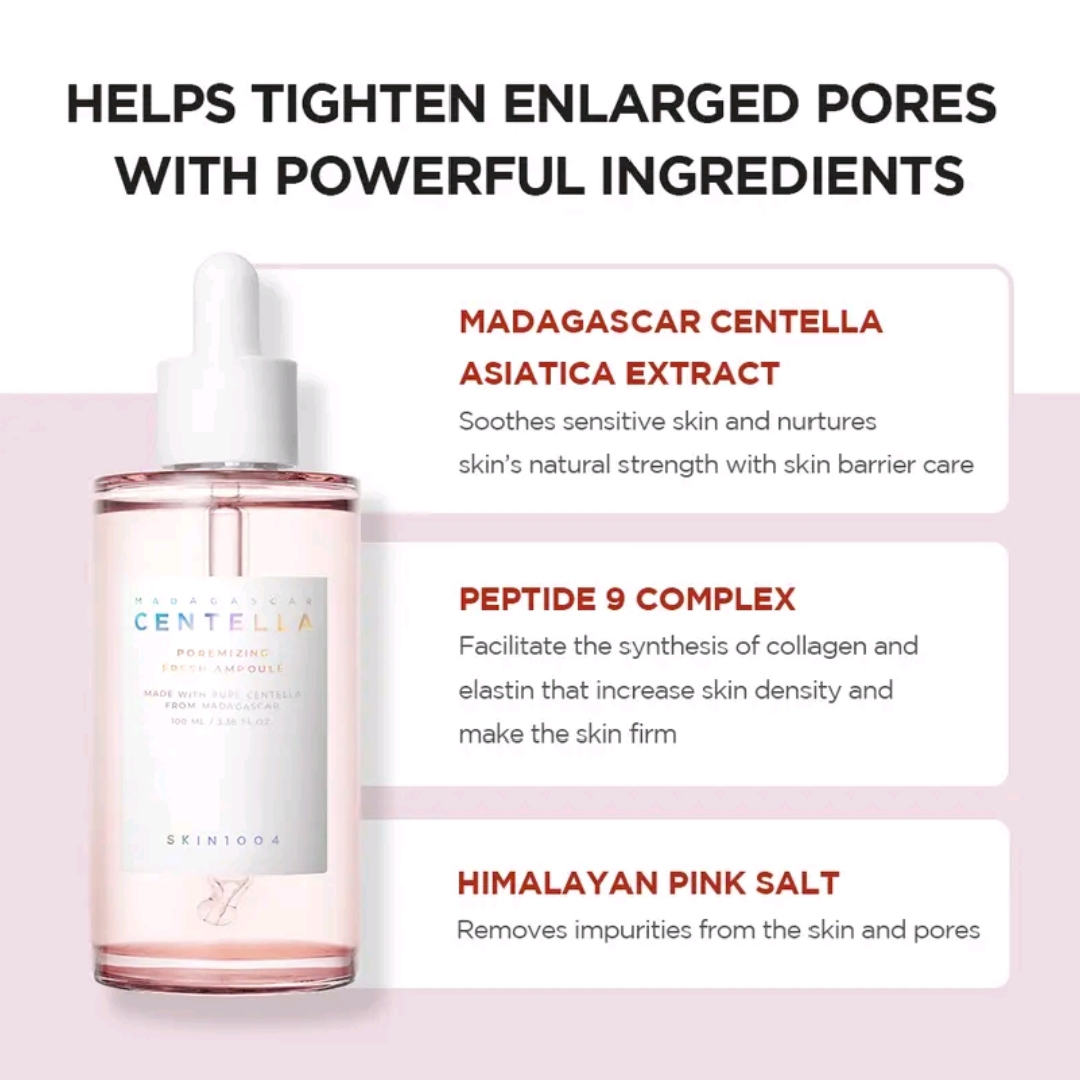 HELPS TIGHTEN ENLARGED PORES
WITH POWERFUL INGREDIENTS
MADAGASCAR CENTELLA
ASIATICA EXTRACT
Soothes sensitive skin and nurtures
skin's natural strength with skin barrier care
PEPTIDE 9 COMPLEX
Facilitate the synthesis of collagen and
elastin that increase skin density and
make the skin firm
HIMALAYAN PINK SALT
Removes impurities from the skin and pores
MADAGASCAR
CENTELLA
POREMIZING
FRESH AMPOULE
MADE WITH PURE CENTELLA
FROM MADAGASCAR
100 ML / 3.38 FL.OZ.
SKIN1004